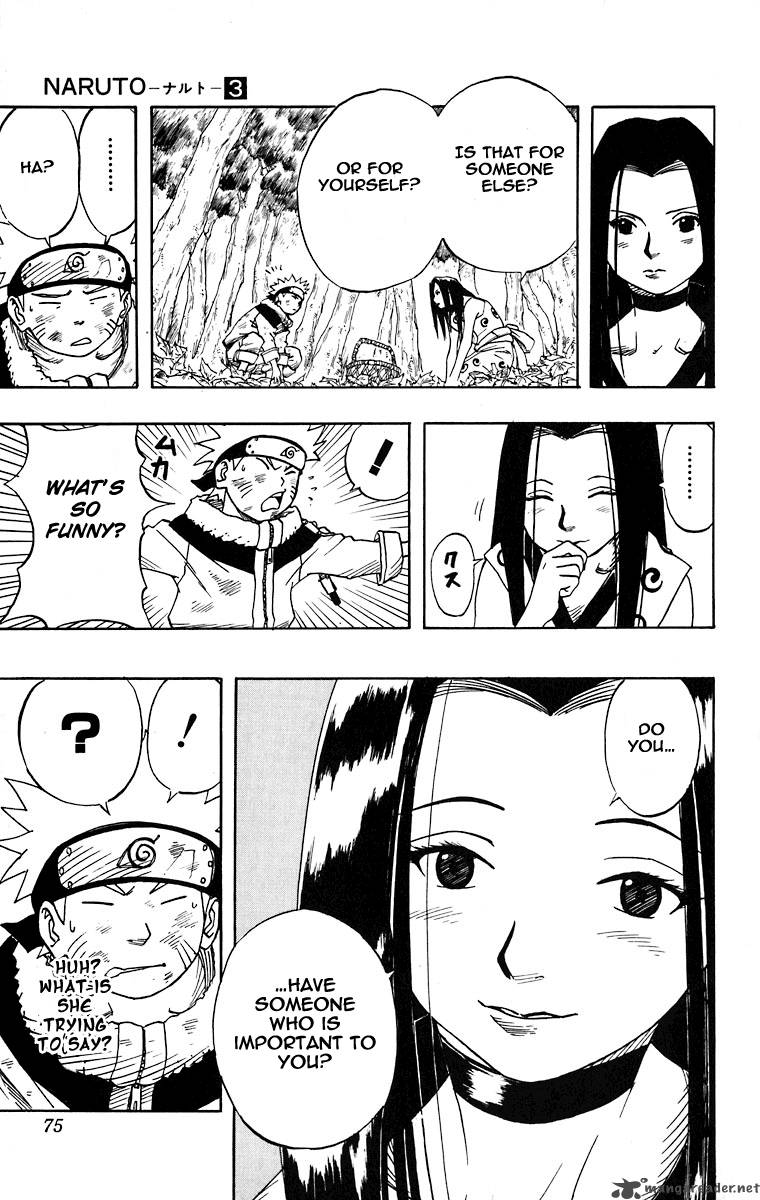 NARUTO—ナルト—3
IS THAT FOR
SOMEONE
ELSE?
OR FOR
YOURSELF?
………
HA?
………
クス
!
ムカ
WHAT'S
SO
FUNNY?
DO
YOU...
...HAVE
SOMEONE
WHO IS
IMPORTANT TO
YOU?
!
?
HUH?
WHAT IS
SHE
TRYING
TO SAY?
75
mangareader.net